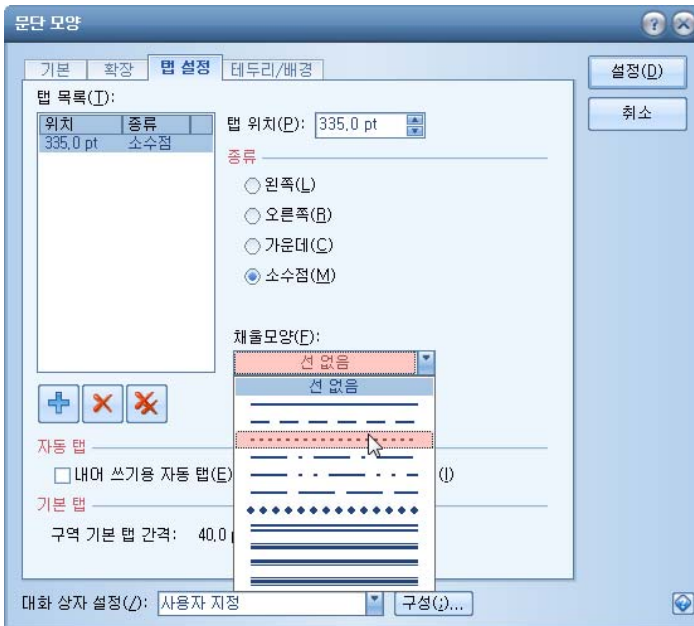 문단 모양
기본 확장 탭 설정 테두리/배경
설정(D)
취소
탭 목록(T):
위치 종류
335.0 pt 소수점
탭 위치(P): 335.0 pt
종류
왼쪽(L)
오른쪽(R)
가운데(C)
소수점(M)
채울모양(F):
선 없음
선 없음
자동 탭
내어 쓰기용 자동 탭(E) (I)
기본 탭
구역 기본 탭 간격: 40.0
대화 상자 설정(/): 사용자 지정 구성(;)...